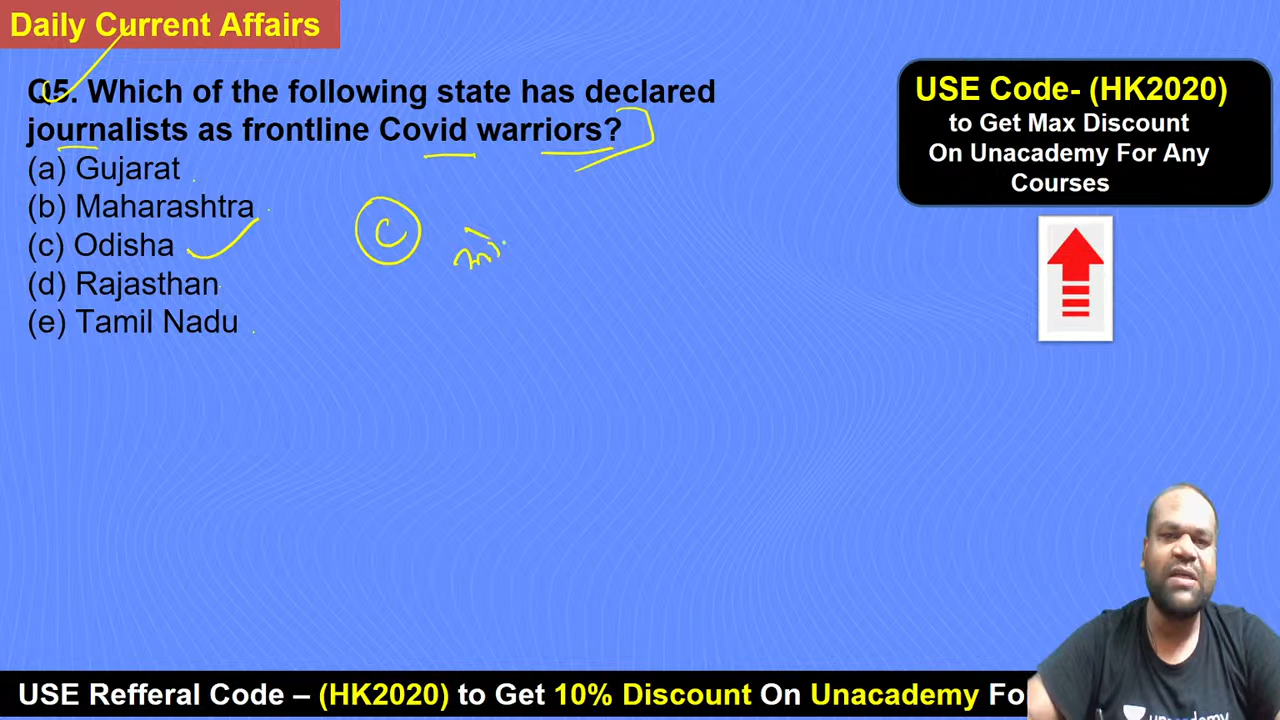 Daily Current Affairs
Q5. Which of the following state has declared
journalists as frontline Covid warriors?
(a) Gujarat
(b) Maharashtra
(c) Odisha
(d) Rajasthan
(e) Tamil Nadu
C
USE Code- (HK2020)
to Get Max Discount
On Unacademy For Any
Courses
USE Refferal Code – (HK2020) to Get 10% Discount On Unacademy Fo
unacademy